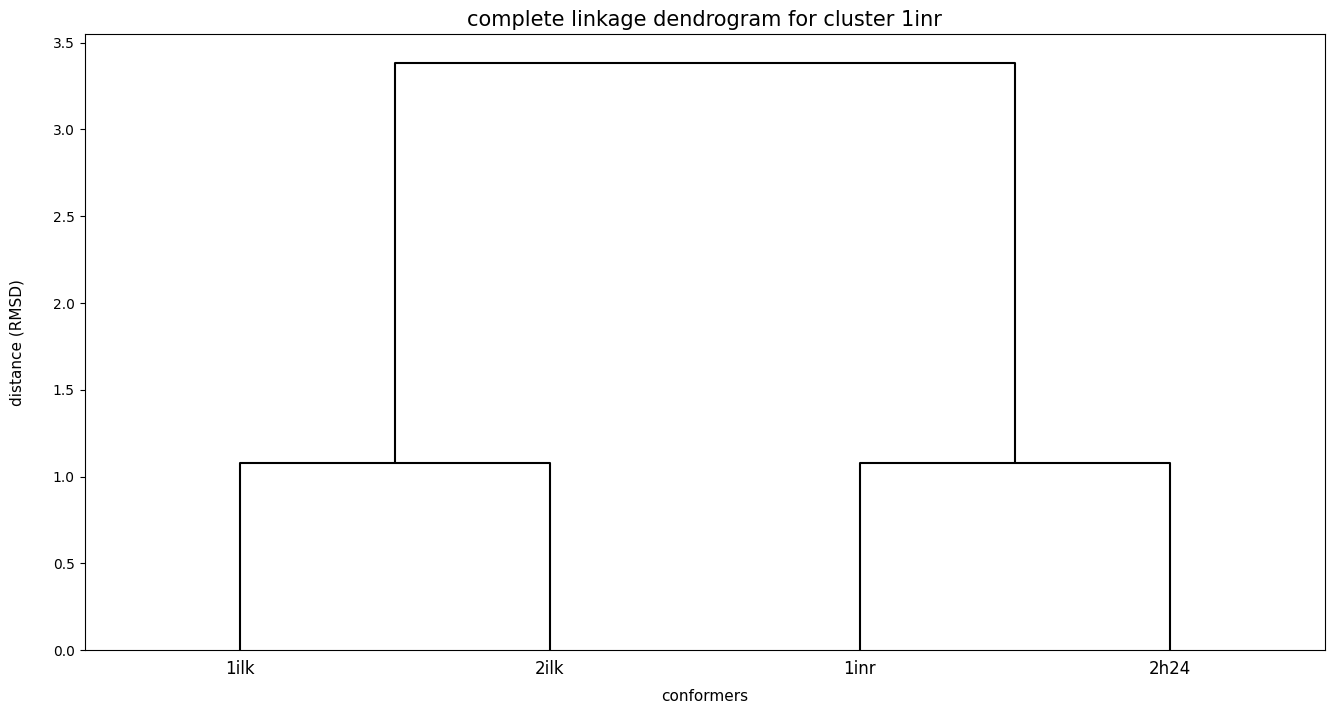 complete linkage dendrogram for cluster 1inr
3.5
3.0
2.5
2.0
1.5
1.0
0.5
0.0
distance (RMSD)
1ilk 2ilk 1inr 2h24
conformers